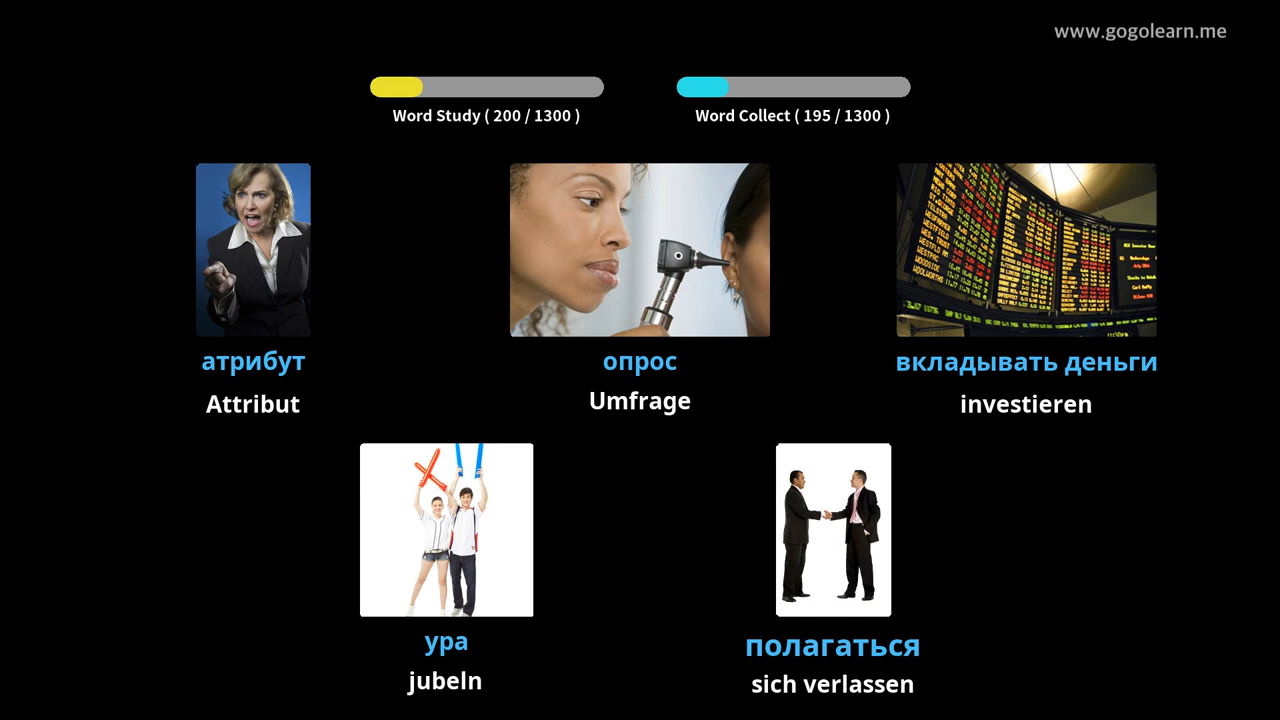 www.gogolearn.me
Word Study ( 200 / 1300 )
Word Collect ( 195 / 1300 )
атрибут
Attribut
опрос
Umfrage
вкладывать деньги
investieren
ура
jubeln
полагаться
sich verlassen